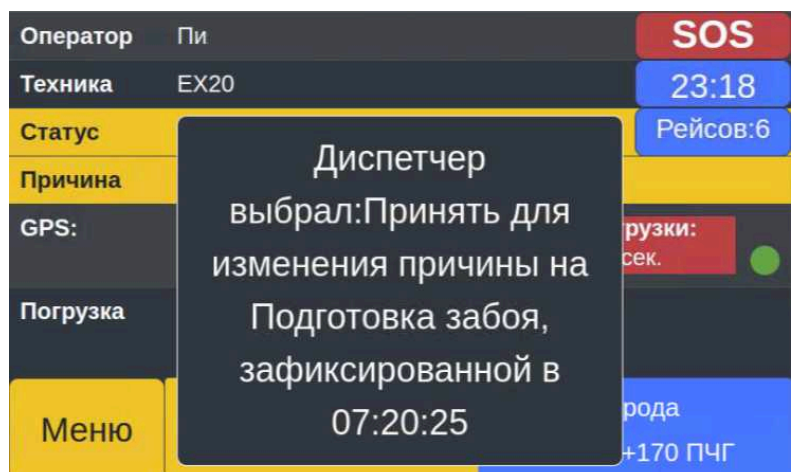 Оператор Пи SOS
Техника EX20 23:18
Статус Рейсов:6
Причина
GPS: рузки:
сек.
Погрузка
Диспетчер
выбрал:Принять для
изменения причины на
Подготовка забоя,
зафиксированной в
07:20:25
Меню рода
+170 ПЧГ